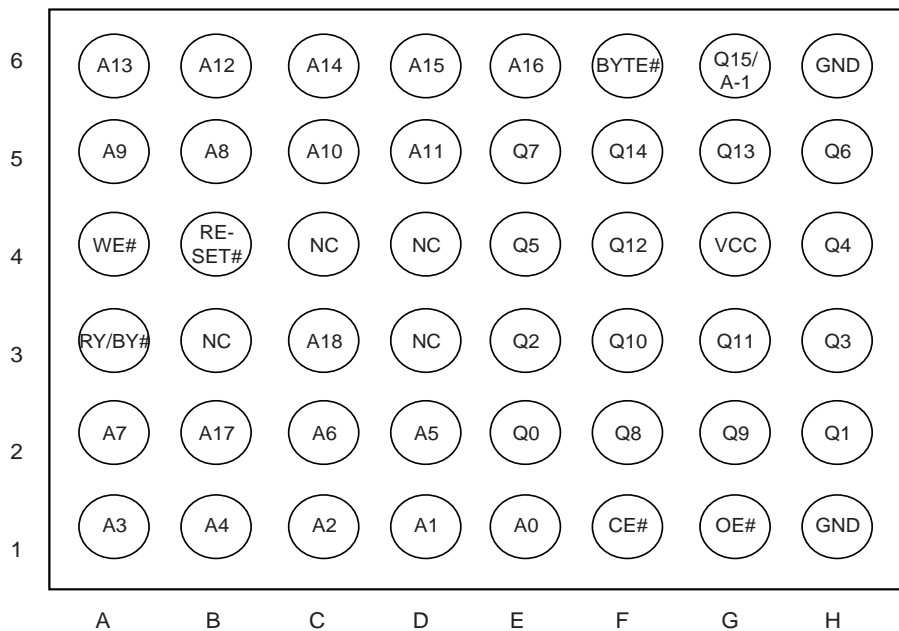 6 A13 A12 A14 A15 A16 BYTE# Q15/ A-1 GND
5 A9 A8 A10 A11 Q7 Q14 Q13 Q6
4 WE# RE- SET# NC NC Q5 Q12 VCC Q4
3 RY/BY# NC A18 NC Q2 Q10 Q11 Q3
2 A7 A17 A6 A5 Q0 Q8 Q9 Q1
1 A3 A4 A2 A1 A0 CE# OE# GND
A B C D E F G H